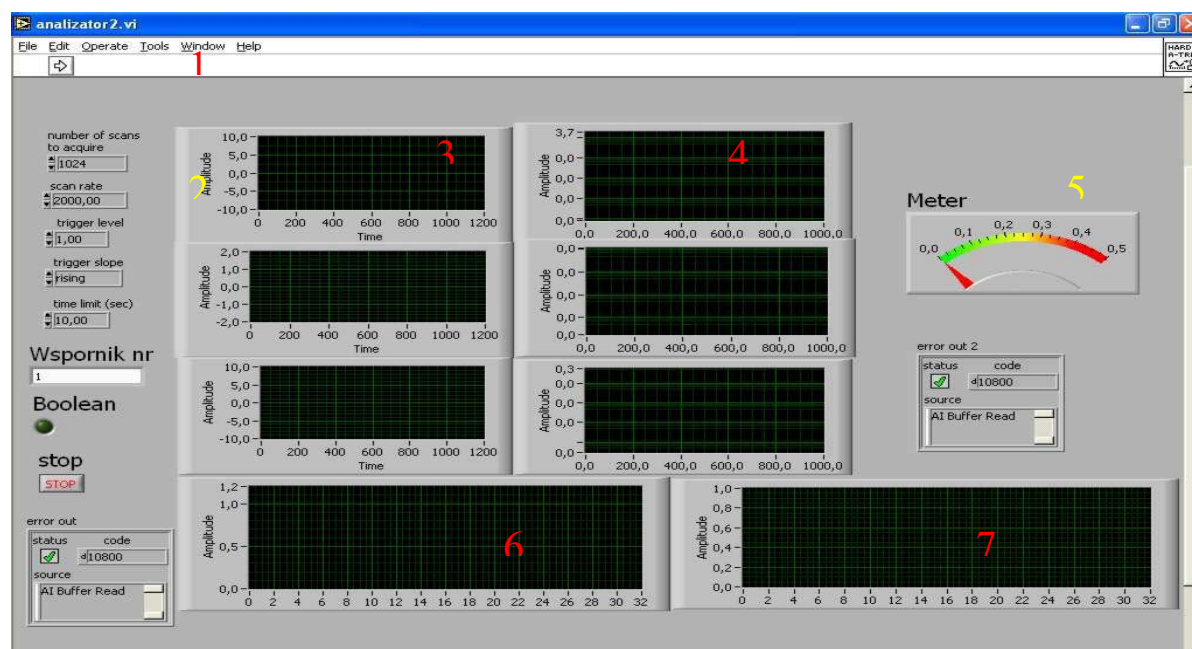 analizator2.vi
File Edit Operate Tools Window Help
1
HARD
number of scans
to acquire
1024
scan rate
2000,00
trigger level
1,00
trigger slope
rising
time limit (sec)
10,00
Wspornik nr
1
Boolean
stop
STOP
error out
status code
d 10800
source
AI Buffer Read
2
3
Amplitude
10,0
5,0
0,0
-5,0
-10,0
0 200 400 600 800 1000 1200
Time
4
Amplitude
3,7
0,0
0,0
0,0
0,0
0,0 200,0 400,0 600,0 800,0 1000,0
Amplitude
2,0
1,0
0,0
-1,0
-2,0
0 200 400 600 800 1000 1200
Time
Amplitude
0,0
0,0
0,0
0,0
0,0
0,0 200,0 400,0 600,0 800,0 1000,0
Amplitude
10,0
5,0
0,0
-5,0
-10,0
0 200 400 600 800 1000 1200
Time
Amplitude
0,3
0,0
0,0
0,0
0,0
0,0 200,0 400,0 600,0 800,0 1000,0
5
Meter
0,0 0,1 0,2 0,3 0,4 0,5
error out 2
status code
d 10800
source
AI Buffer Read
6
Amplitude
1,2
1,0
0,5
0,0
0 2 4 6 8 10 12 14 16 18 20 22 24 26 28 30 32
7
Amplitude
1,0
0,8
0,6
0,4
0,2
0,0
0 2 4 6 8 10 12 14 16 18 20 22 24 26 28 30 32